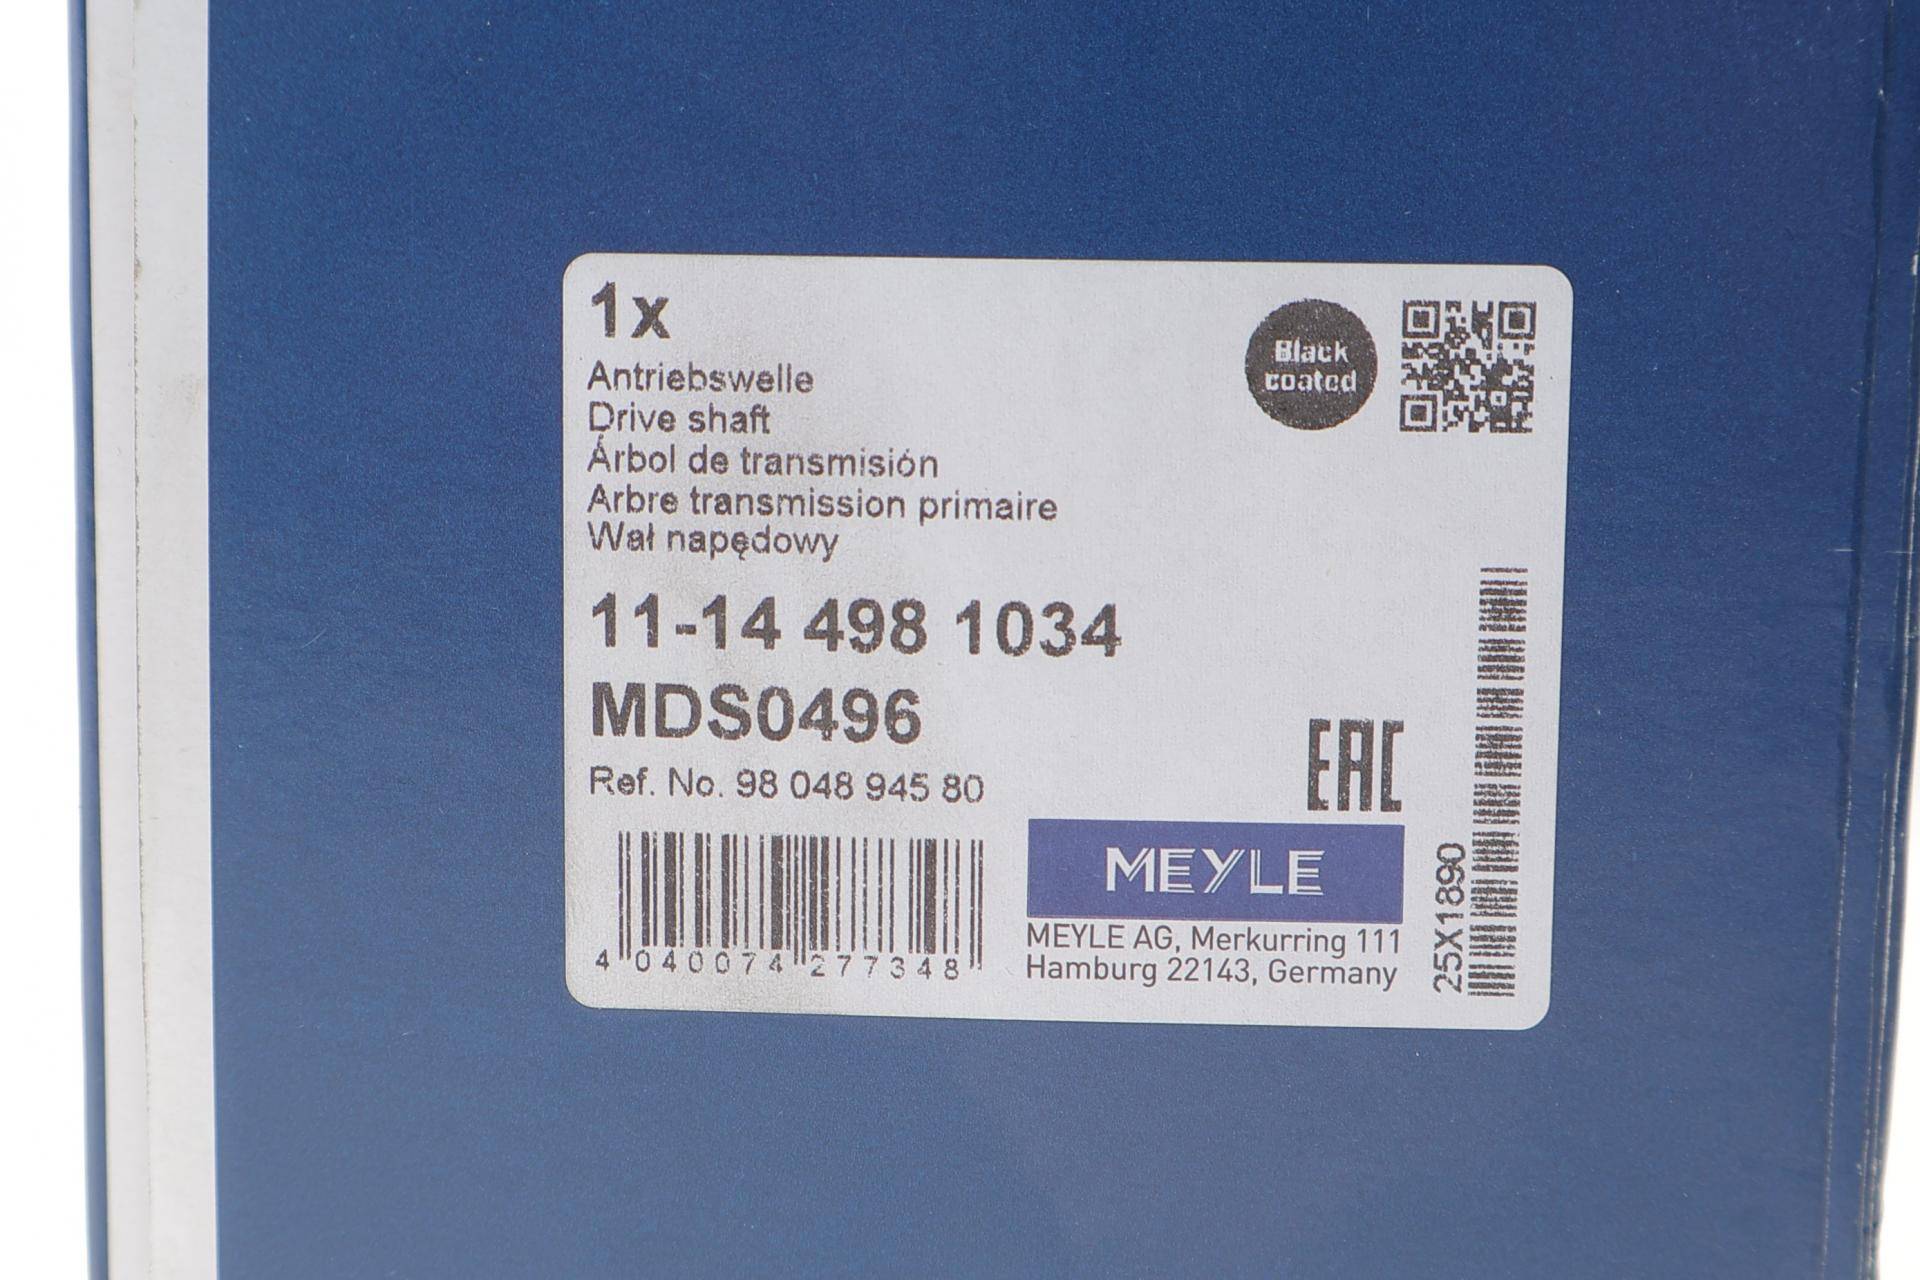 1x
Black
coated
Antriebswelle
Drive shaft
Árbol de transmisión
Arbre transmission primaire
Wał napędowy
11-14 498 1034
MDS0496
Ref. No. 98 048 945 80
EAC
4 040074 277348
MEYLE
MEYLE AG, Merkurring 111
Hamburg 22143, Germany
25X1890